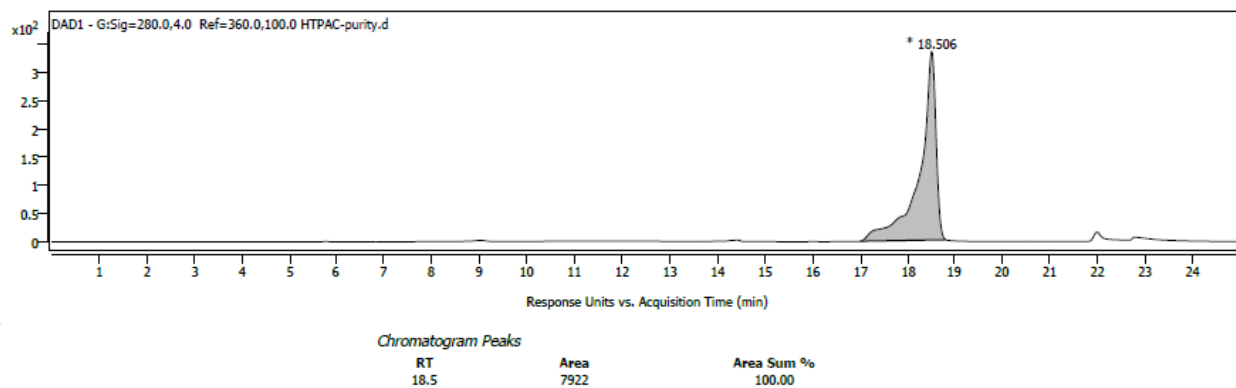 DAD1 - G:Sig=280.0,4.0 Ref=360.0,100.0 HTPAC-purity.d
x10²
* 18.506
3
2.5
2
1.5
1
0.5
0
1 2 3 4 5 6 7 8 9 10 11 12 13 14 15 16 17 18 19 20 21 22 23 24
Response Units vs. Acquisition Time (min)
Chromatogram Peaks
RT Area Area Sum %
18.5 7922 100.00